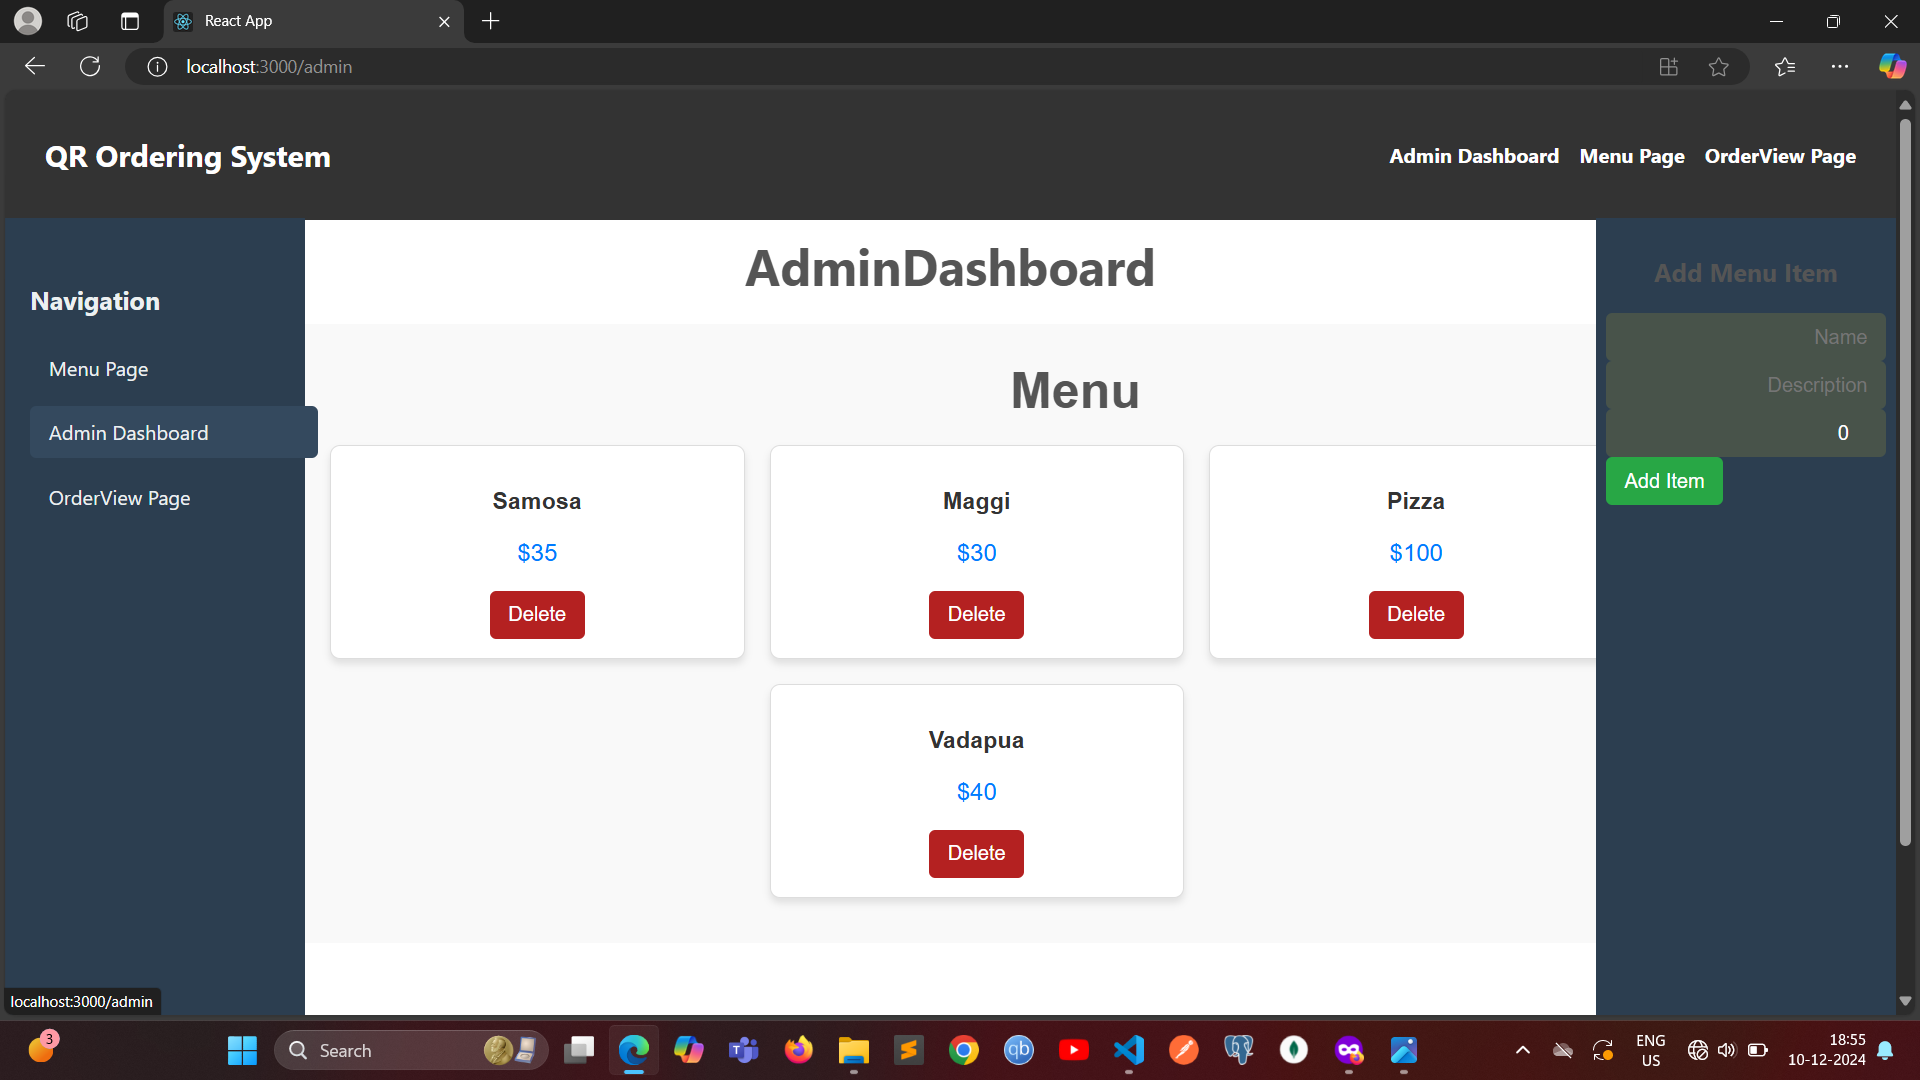 React App
localhost:3000/admin
QR Ordering System
Admin Dashboard Menu Page OrderView Page
Navigation
Menu Page
Admin Dashboard
OrderView Page
AdminDashboard
Menu
Samosa
$35
Delete
Maggi
$30
Delete
Pizza
$100
Delete
Vadapua
$40
Delete
Add Menu Item
Name
Description
0
Add Item
localhost:3000/admin
3
Search
T
qb
ENG
US
18:55
10-12-2024